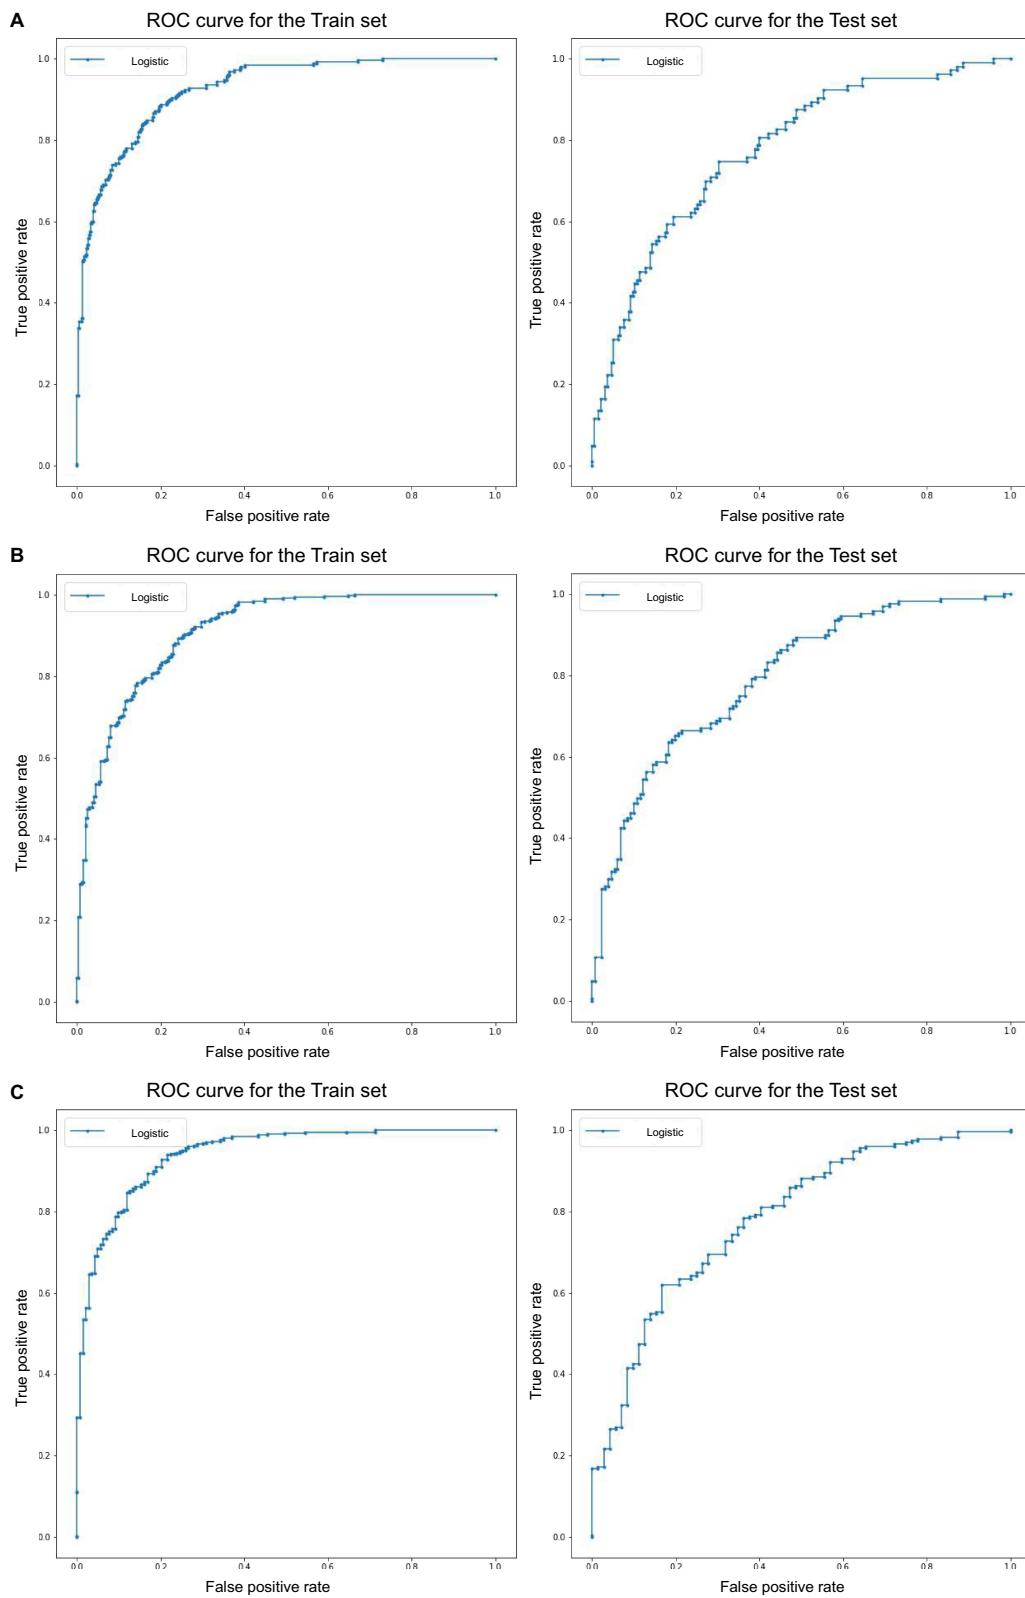 A
ROC curve for the Train set
ROC curve for the Test set
Logistic
Logistic
1.0
0.8
0.6
0.4
0.2
0.0
True positive rate
0.0 0.2 0.4 0.6 0.8 1.0
False positive rate
1.0
0.8
0.6
0.4
0.2
0.0
True positive rate
0.0 0.2 0.4 0.6 0.8 1.0
False positive rate
B
ROC curve for the Train set
ROC curve for the Test set
Logistic
Logistic
1.0
0.8
0.6
0.4
0.2
0.0
True positive rate
0.0 0.2 0.4 0.6 0.8 1.0
False positive rate
1.0
0.8
0.6
0.4
0.2
0.0
True positive rate
0.0 0.2 0.4 0.6 0.8 1.0
False positive rate
C
ROC curve for the Train set
ROC curve for the Test set
Logistic
Logistic
1.0
0.8
0.6
0.4
0.2
0.0
True positive rate
0.0 0.2 0.4 0.6 0.8 1.0
False positive rate
1.0
0.8
0.6
0.4
0.2
0.0
True positive rate
0.0 0.2 0.4 0.6 0.8 1.0
False positive rate